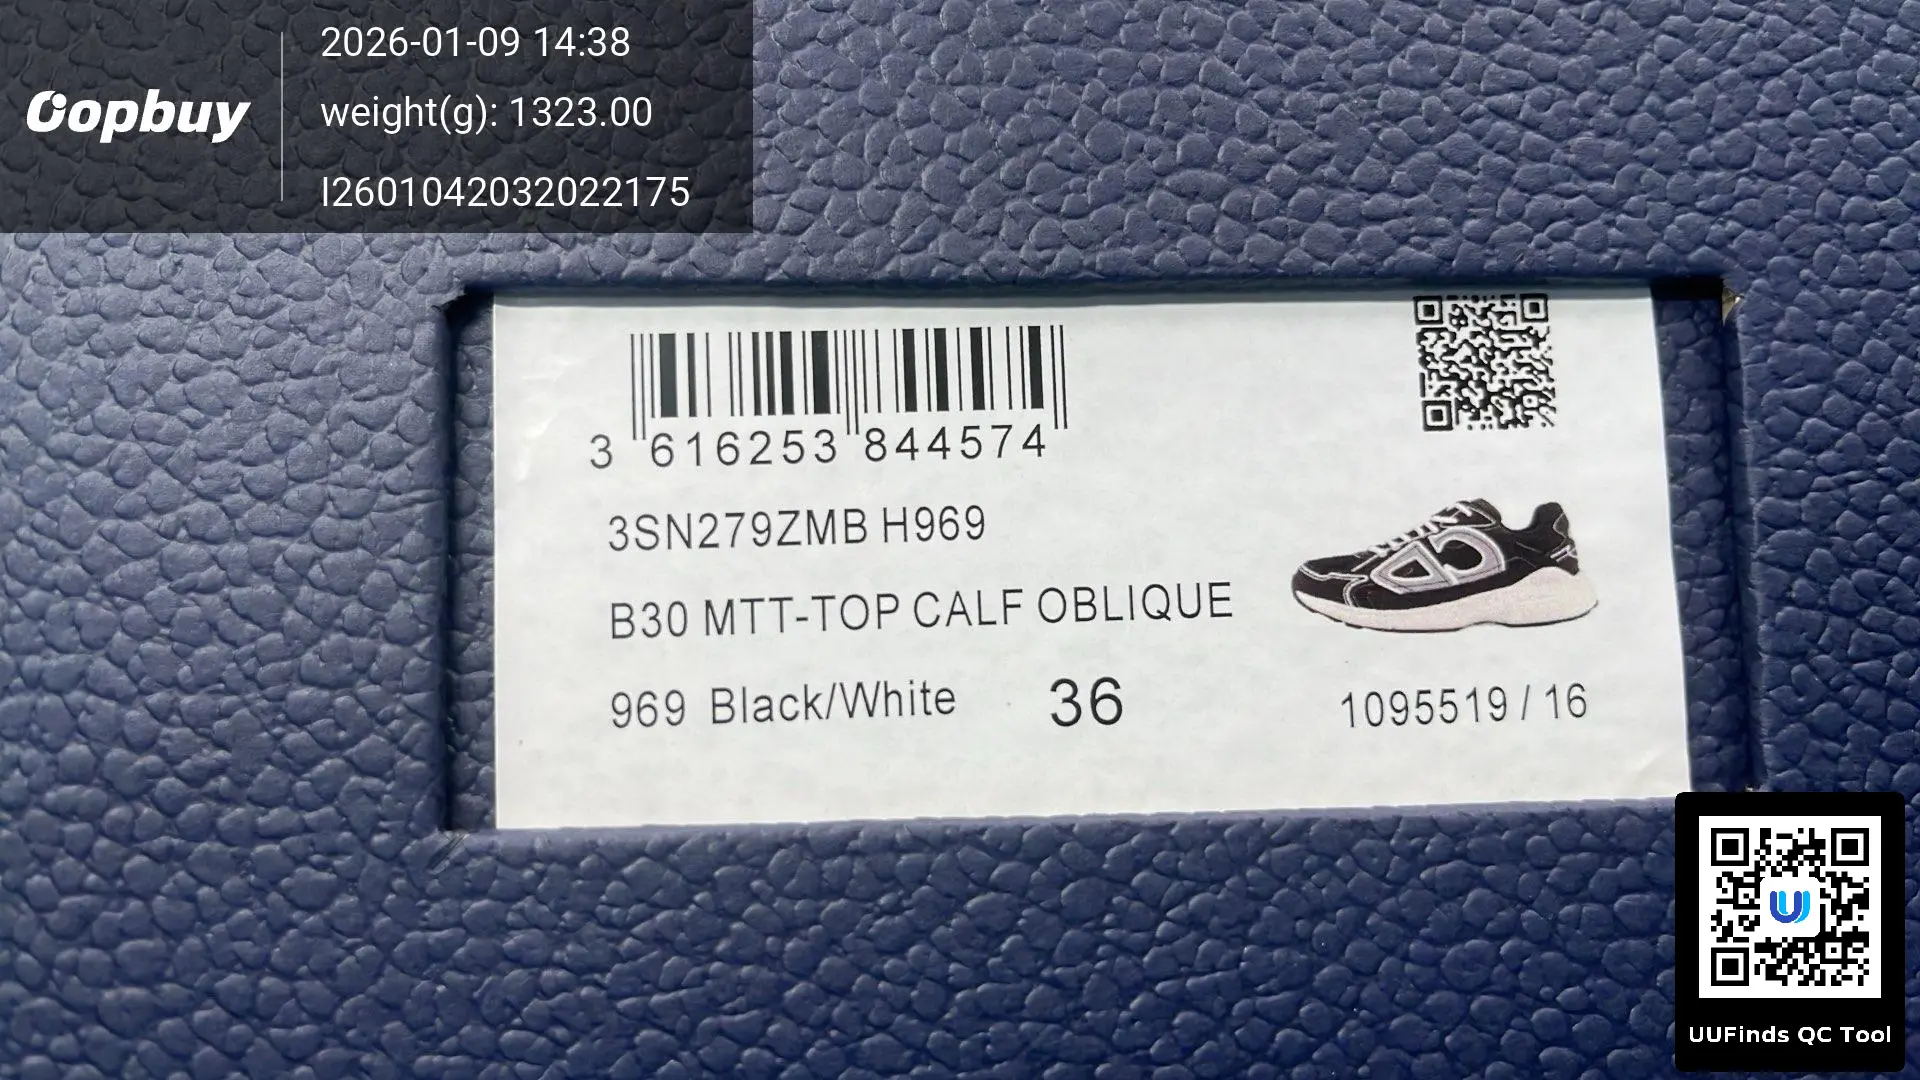 Oopbuy
2026-01-09 14:38
weight(g): 1323.00
I2601042032022175
3 616253 844574
3SN279ZMB H969
B30 MTT-TOP CALF OBLIQUE
969 Black/White 36
1095519 / 16
UUFinds QC Tool